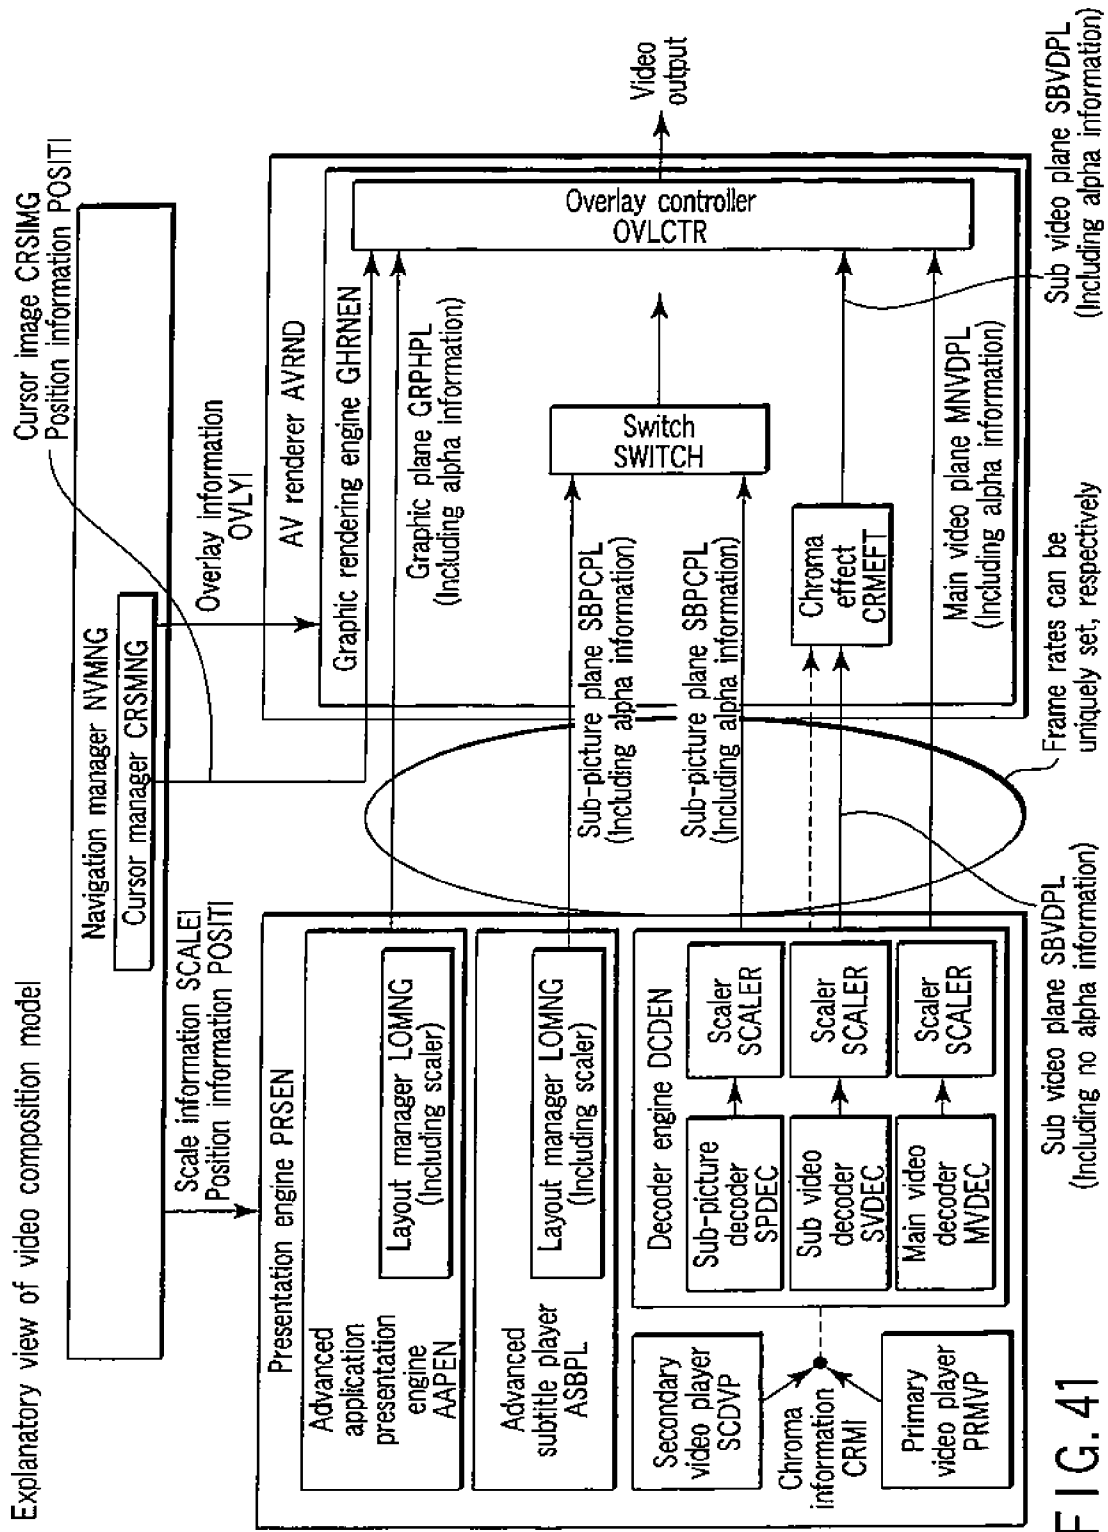 Explanatory view of video composition model
Navigation manager NVMNG
Cursor manager CRSMNG
Cursor image CRSIMG
Position information POSITI
Scale information SCALEI
Position information POSITI
Overlay information
OVLYI
Presentation engine PRSEN
Advanced
application
presentation
engine
AAPEN
Layout manager LOMNG
(Including scaler)
Advanced
subtitle player
ASBPL
Layout manager LOMNG
(Including scaler)
Decoder engine DCDEN
Secondary
video player
SCDVP
Chroma
information
CRMI
Primary
video player
PRMVP
Sub-picture
decoder
SPDEC
Scaler
SCALER
Sub video
decoder
SVDEC
Scaler
SCALER
Main video
decoder
MVDEC
Scaler
SCALER
AV renderer AVRND
Graphic rendering engine GHRNEN
Graphic plane GRPHPL
(Including alpha information)
Sub-picture plane SBPCPL
(Including alpha information)
Sub-picture plane SBPCPL
(Including alpha information)
Switch
SWITCH
Chroma
effect
CRMEFT
Main video plane MNVDPL
(Including alpha information)
Overlay controller
OVLCTR
Video
output
Sub video plane SBVDPL
(Including no alpha information)
Frame rates can be
uniquely set, respectively
Sub video plane SBVDPL
(Including alpha information)
FIG. 41